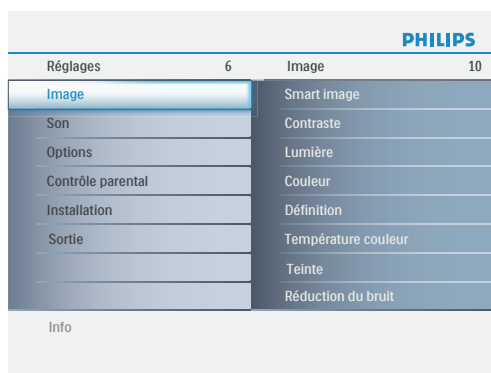 PHILIPS
Réglages 6 Image 10
Image Smart image
Son Contraste
Options Lumière
Contrôle parental Couleur
Installation Définition
Sortie Température couleur
Teinte
Réduction du bruit
Info